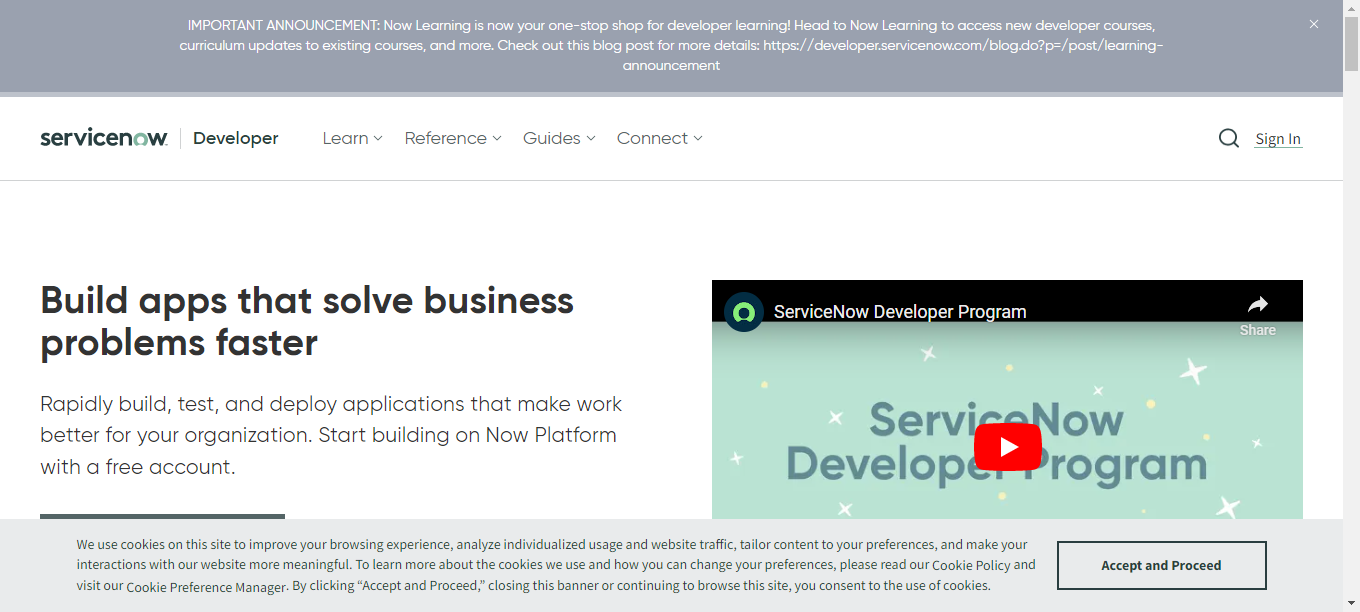 IMPORTANT ANNOUNCEMENT: Now Learning is now your one-stop shop for developer learning! Head to Now Learning to access new developer courses,
curriculum updates to existing courses, and more. Check out this blog post for more details: https://developer.servicenow.com/blog.do?p=/post/learning-
announcement
servicenow Developer Learn Reference Guides Connect Sign In
Build apps that solve business
problems faster
Rapidly build, test, and deploy applications that make work
better for your organization. Start building on Now Platform
with a free account.
ServiceNow Developer Program
Share
ServiceNow
Developer Program
We use cookies on this site to improve your browsing experience, analyze individualized usage and website traffic, tailor content to your preferences, and make your
interactions with our website more meaningful. To learn more about the cookies we use and how you can change your preferences, please read our Cookie Policy and
visit our Cookie Preference Manager. By clicking “Accept and Proceed,” closing this banner or continuing to browse this site, you consent to the use of cookies.
Accept and Proceed